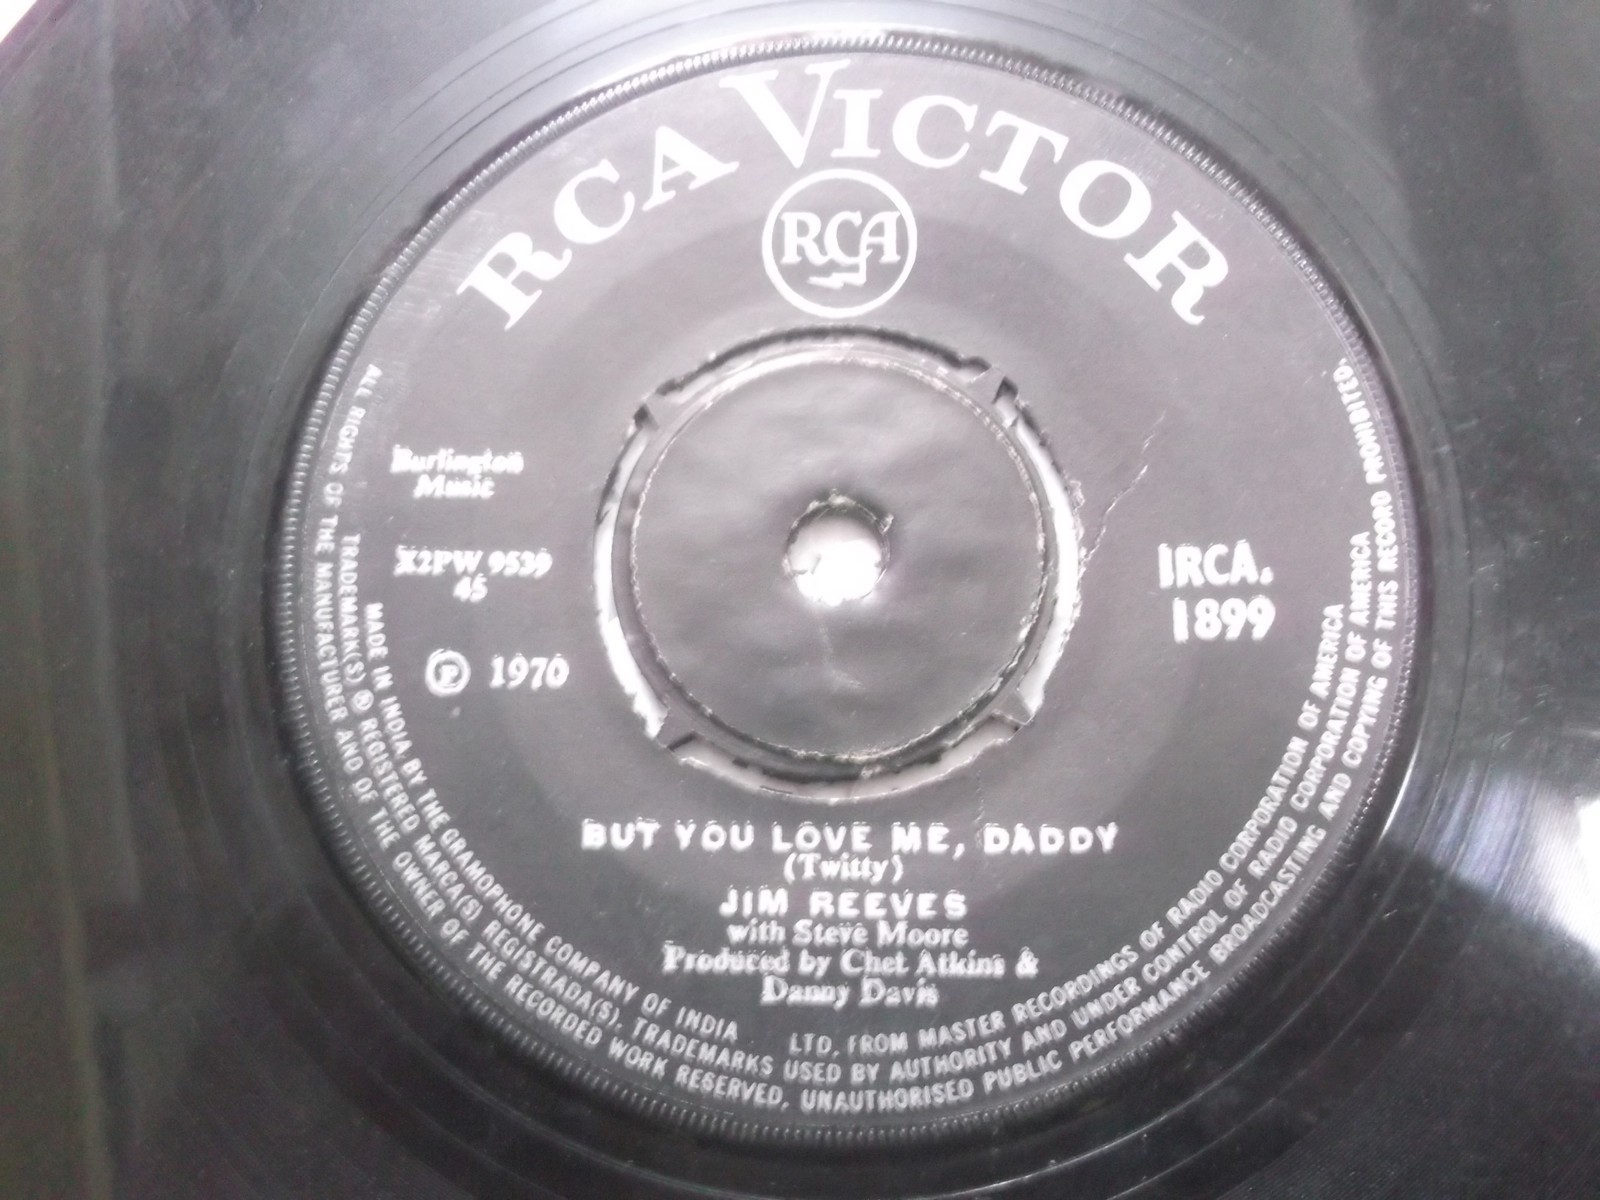 RCA VICTOR
RCA
Burlington
Music
X2PW 9539
45
Ⓟ 1970
IRCA.
1899
BUT YOU LOVE ME, DADDY
(Twitty)
JIM REEVES
with Steve Moore
Produced by Chet Atkins &
Danny Davis
MADE IN INDIA BY THE GRAMOPHONE COMPANY OF INDIA LTD. FROM MASTER RECORDINGS OF RADIO CORPORATION OF AMERICA
TRADEMARK(S) ® REGISTERED MARCA(S) REGISTRADA(S). TRADEMARKS USED BY AUTHORITY AND UNDER CONTROL OF RADIO CORPORATION OF AMERICA
ALL RIGHTS OF THE MANUFACTURER AND OF THE OWNER OF THE RECORDED WORK RESERVED, UNAUTHORISED PUBLIC PERFORMANCE BROADCASTING AND COPYING OF THIS RECORD PROHIBITED.